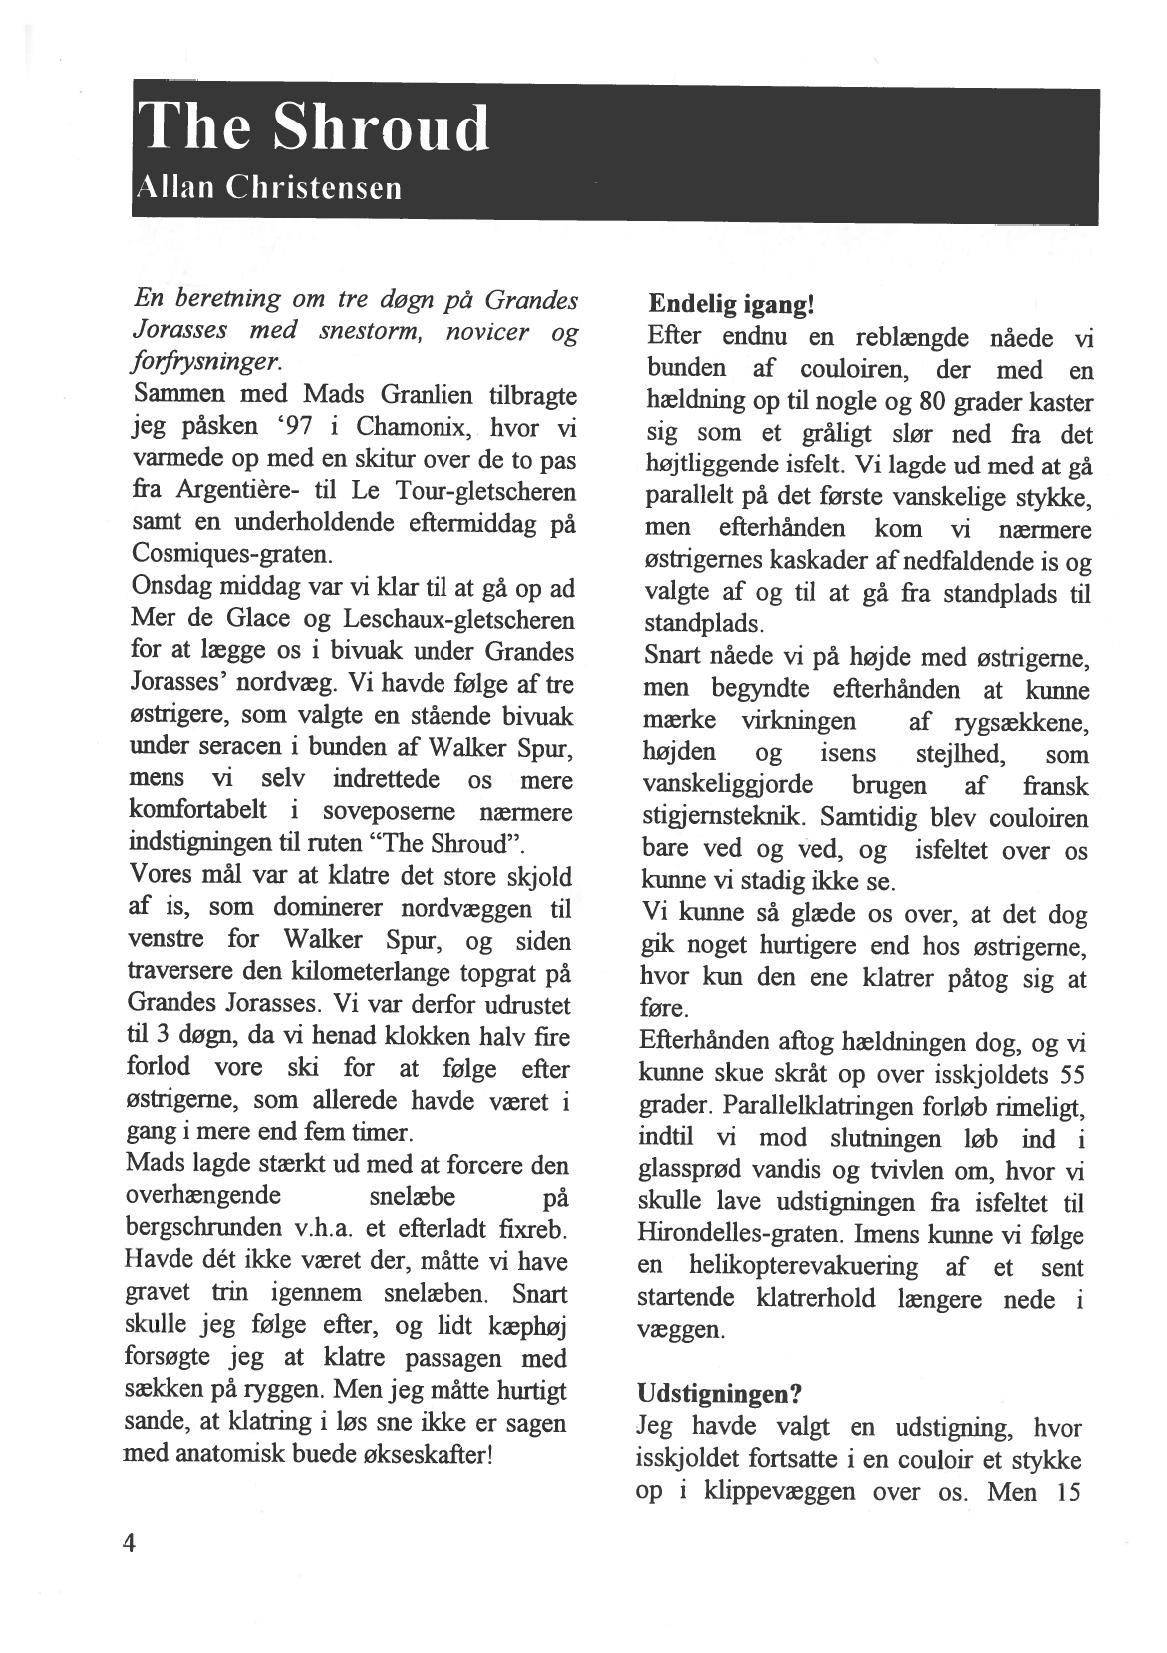 The Shroud
Allan Christensen
En beretning om tre døgn på Grandes
Jorasses med snestorm, novicer og
forfrysninger.
Sammen med Mads Granlien tilbragte
jeg påsken ‘97 i Chamonix, hvor vi
varmede op med en skitur over de to pas
fra Argentière- til Le Tour-gletscheren
samt en underholdende eftermiddag på
Cosmiques-graten.
Onsdag middag var vi klar til at gå op ad
Mer de Glace og Leschaux-gletscheren
for at lægge os i bivuak under Grandes
Jorasses’ nordvæg. Vi havde følge af tre
østrigere, som valgte en stående bivuak
under seracen i bunden af Walker Spur,
mens vi selv indrettede os mere
komfortabelt i soveposerne nærmere
indstigningen til ruten “The Shroud”.
Vores mål var at klatre det store skjold
af is, som dominerer nordvæggen til
venstre for Walker Spur, og siden
traversere den kilometerlange topgrat på
Grandes Jorasses. Vi var derfor udrustet
til 3 døgn, da vi henad klokken halv fire
forlod vore ski for at følge efter
østrigerne, som allerede havde været i
gang i mere end fem timer.
Mads lagde stærkt ud med at forcere den
overhængende snelæbe på
bergschrunden v.h.a. et efterladt fixreb.
Havde dét ikke været der, måtte vi have
gravet trin igennem snelæben. Snart
skulle jeg følge efter, og lidt kæphøj
forsøgte jeg at klatre passagen med
sækken på ryggen. Men jeg måtte hurtigt
sande, at klatring i løs sne ikke er sagen
med anatomisk buede økseskafter!
Endelig igang!
Efter endnu en reblængde nåede vi
bunden af couloiren, der med en
hældning op til nogle og 80 grader kaster
sig som et gråligt slør ned fra det
højtliggende isfelt. Vi lagde ud med at gå
parallelt på det første vanskelige stykke,
men efterhånden kom vi nærmere
østrigernes kaskader af nedfaldende is og
valgte af og til at gå fra standplads til
standplads.
Snart nåede vi på højde med østrigerne,
men begyndte efterhånden at kunne
mærke virkningen af rygsækkene,
højden og isens stejlhed, som
vanskeliggjorde brugen af fransk
stigjernsteknik. Samtidig blev couloiren
bare ved og ved, og isfeltet over os
kunne vi stadig ikke se.
Vi kunne så glæde os over, at det dog
gik noget hurtigere end hos østrigerne,
hvor kun den ene klatrer påtog sig at
føre.
Efterhånden aftog hældningen dog, og vi
kunne skue skråt op over isskjoldets 55
grader. Parallelklatringen forløb rimeligt,
indtil vi mod slutningen løb ind i
glassprød vandis og tvivlen om, hvor vi
skulle lave udstigningen fra isfeltet til
Hirondelles-graten. Imens kunne vi følge
en helikopterevakuering af et sent
startende klatrerhold længere nede i
væggen.
Udstigningen?
Jeg havde valgt en udstigning, hvor
isskjoldet fortsatte i en couloir et stykke
op i klippevæggen over os. Men 15
4